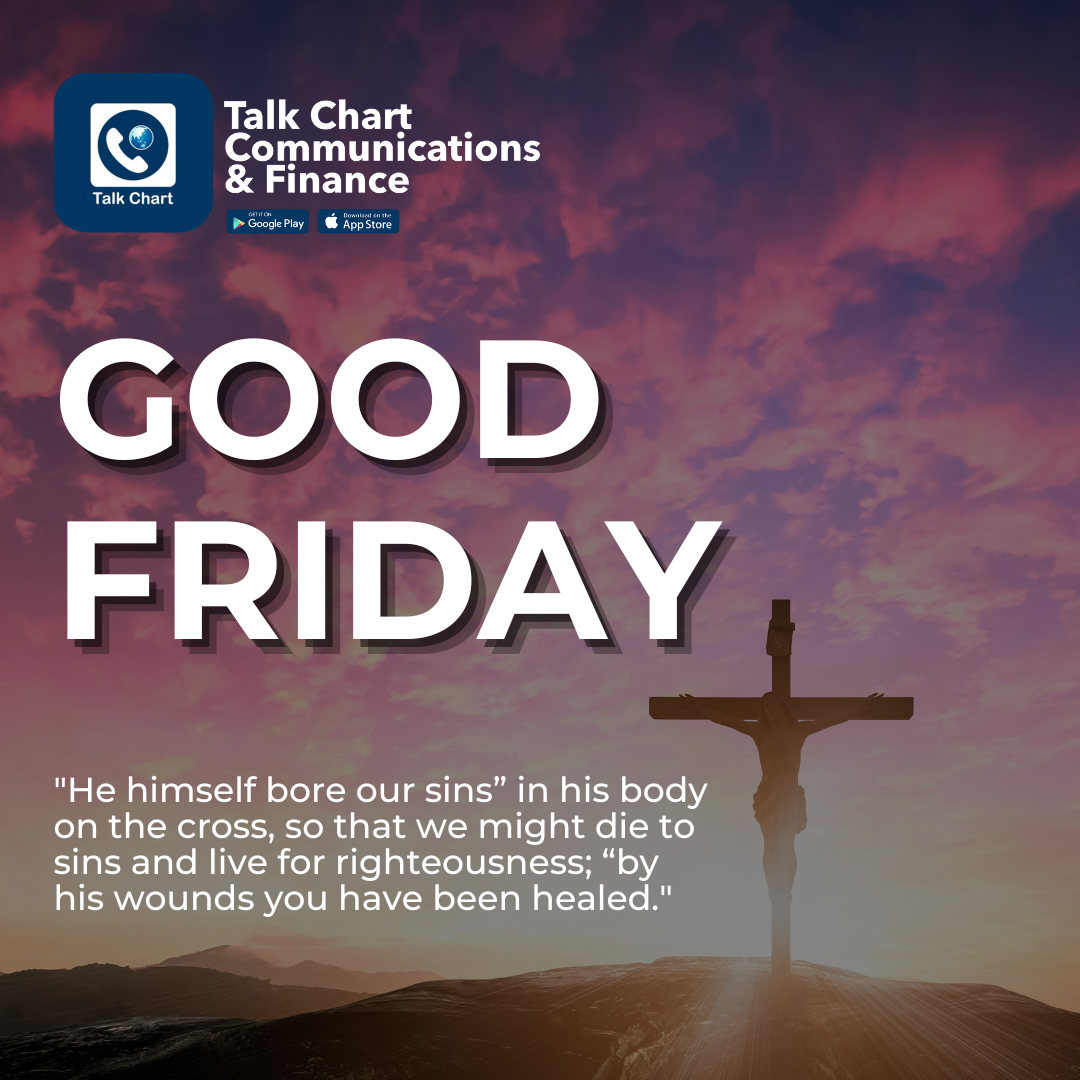 Talk Chart
Talk Chart
Communications
& Finance
GET IT ON
Google Play
Download on the
App Store
GOOD
FRIDAY
"He himself bore our sins” in his body
on the cross, so that we might die to
sins and live for righteousness; “by
his wounds you have been healed."